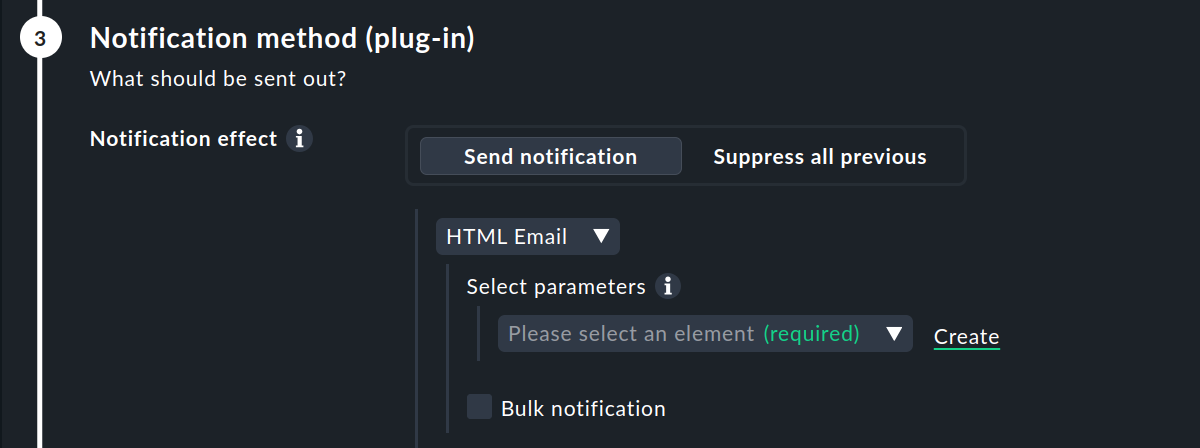 3
Notification method (plug-in)
What should be sent out?
Notification effect i
Send notification
Suppress all previous
HTML Email
Select parameters i
Please select an element (required)
Create
Bulk notification